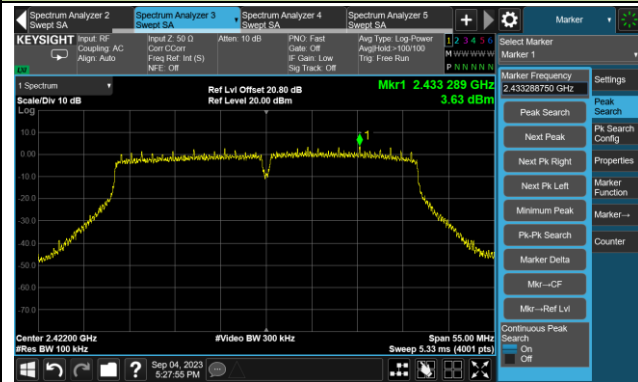 Spectrum Analyzer 2
Swept SA
Spectrum Analyzer 3
Swept SA
Spectrum Analyzer 4
Swept SA
Spectrum Analyzer 5
Swept SA
+
Marker
KEYSIGHT
Input: RF
Coupling: AC
Align: Auto
Input Z: 50 Ω
Corr CCorr
Freq Ref: Int (S)
NFE: Off
Atten: 10 dB
PNO: Fast
Gate: Off
IF Gain: Low
Sig Track: Off
Avg Type: Log-Power
Avg|Hold:>100/100
Trig: Free Run
1 2 3 4 5 6
M W W W W W
P N N N N N
Select Marker
Marker 1
Marker Frequency
2.433288750 GHz
Settings
Peak Search
Peak Search
Next Peak
Pk Search Config
Next Pk Right
Properties
Next Pk Left
Marker Function
Minimum Peak
Marker→
Pk-Pk Search
Counter
Marker Delta
Mkr→CF
Mkr→Ref Lvl
Continuous Peak Search
On
Off
1 Spectrum
Scale/Div 10 dB
Log
Ref Lvl Offset 20.80 dB
Ref Level 20.00 dBm
Mkr1 2.433 289 GHz
3.63 dBm
1
10.0
0.00
-10.0
-20.0
-30.0
-40.0
-50.0
-60.0
-70.0
Center 2.42200 GHz
#Res BW 100 kHz
#Video BW 300 kHz
Span 55.00 MHz
Sweep 5.33 ms (4001 pts)
?
Sep 04, 2023
5:27:55 PM